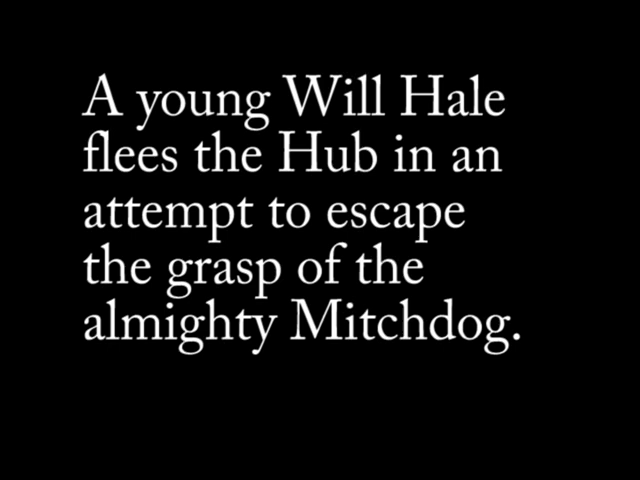 A young Will Hale
flees the Hub in an
attempt to escape
the grasp of the
almighty Mitchdog.